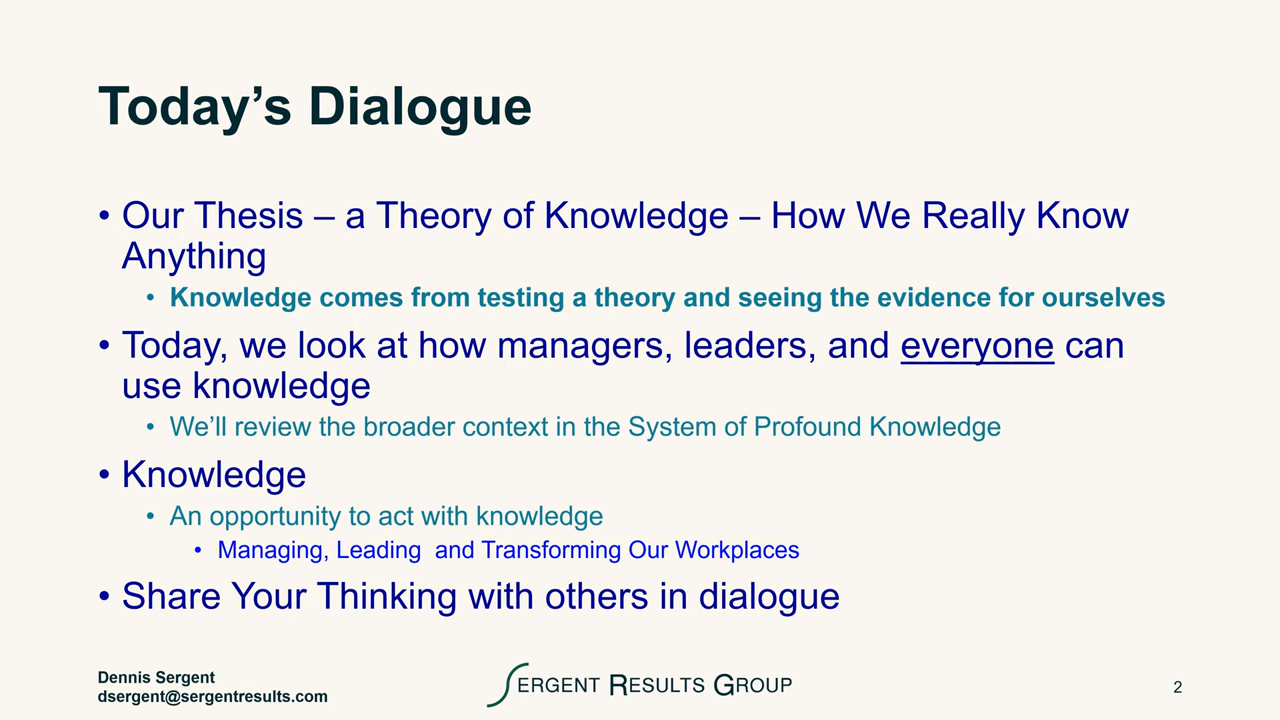 Today’s Dialogue
• Our Thesis – a Theory of Knowledge – How We Really Know
Anything
• Knowledge comes from testing a theory and seeing the evidence for ourselves
• Today, we look at how managers, leaders, and everyone can
use knowledge
• We’ll review the broader context in the System of Profound Knowledge
• Knowledge
• An opportunity to act with knowledge
• Managing, Leading  and Transforming Our Workplaces
• Share Your Thinking with others in dialogue
Dennis Sergent
dsergent@sergentresults.com
SERGENT RESULTS GROUP
2